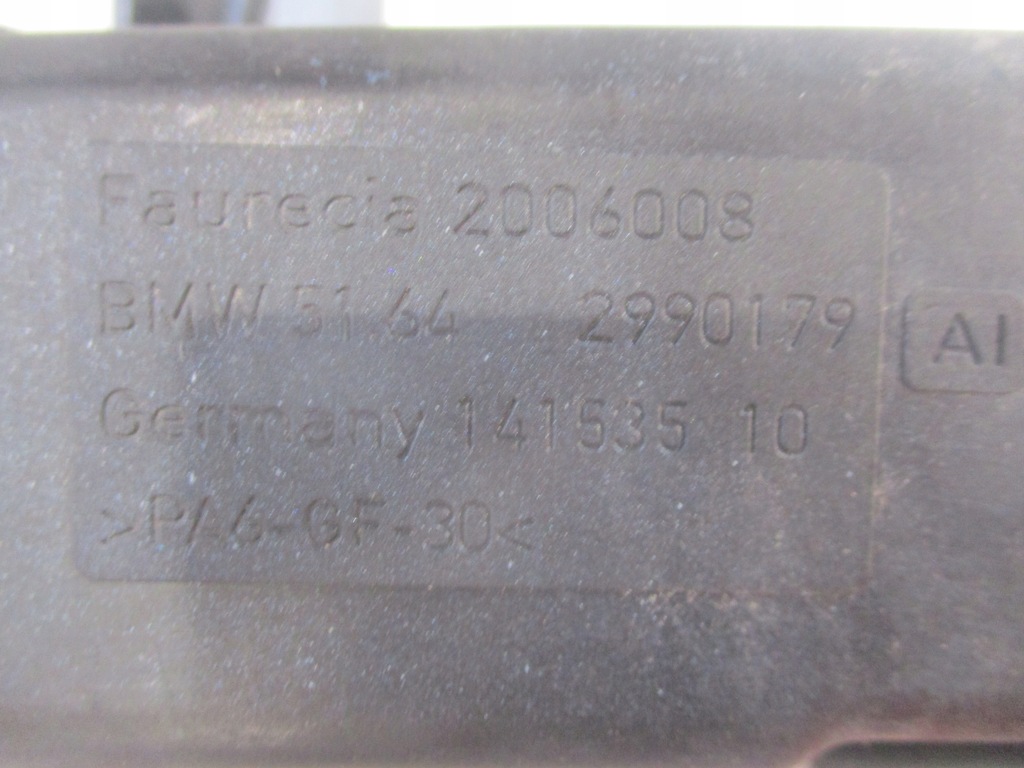 Faurecia 2006008
BMW 51 64 2990179
AI
Germany 141535 10
>PA6-GF-30<